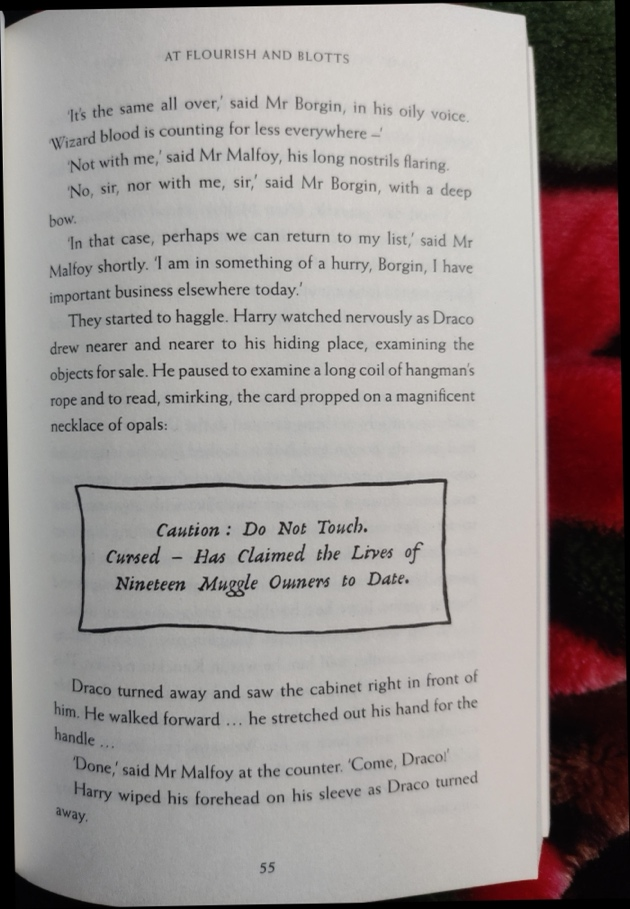 AT FLOURISH AND BLOTTS
'It's the same all over,' said Mr Borgin, in his oily voice.
'Wizard blood is counting for less everywhere –'
'Not with me,' said Mr Malfoy, his long nostrils flaring.
'No, sir, nor with me, sir,' said Mr Borgin, with a deep
bow.
'In that case, perhaps we can return to my list,' said Mr
Malfoy shortly. 'I am in something of a hurry, Borgin, I have
important business elsewhere today.'
They started to haggle. Harry watched nervously as Draco
drew nearer and nearer to his hiding place, examining the
objects for sale. He paused to examine a long coil of hangman's
rope and to read, smirking, the card propped on a magnificent
necklace of opals:
Caution : Do Not Touch.
Cursed – Has Claimed the Lives of
Nineteen Muggle Owners to Date.
Draco turned away and saw the cabinet right in front of
him. He walked forward ... he stretched out his hand for the
handle ...
'Done,' said Mr Malfoy at the counter. 'Come, Draco!'
Harry wiped his forehead on his sleeve as Draco turned
away.
55